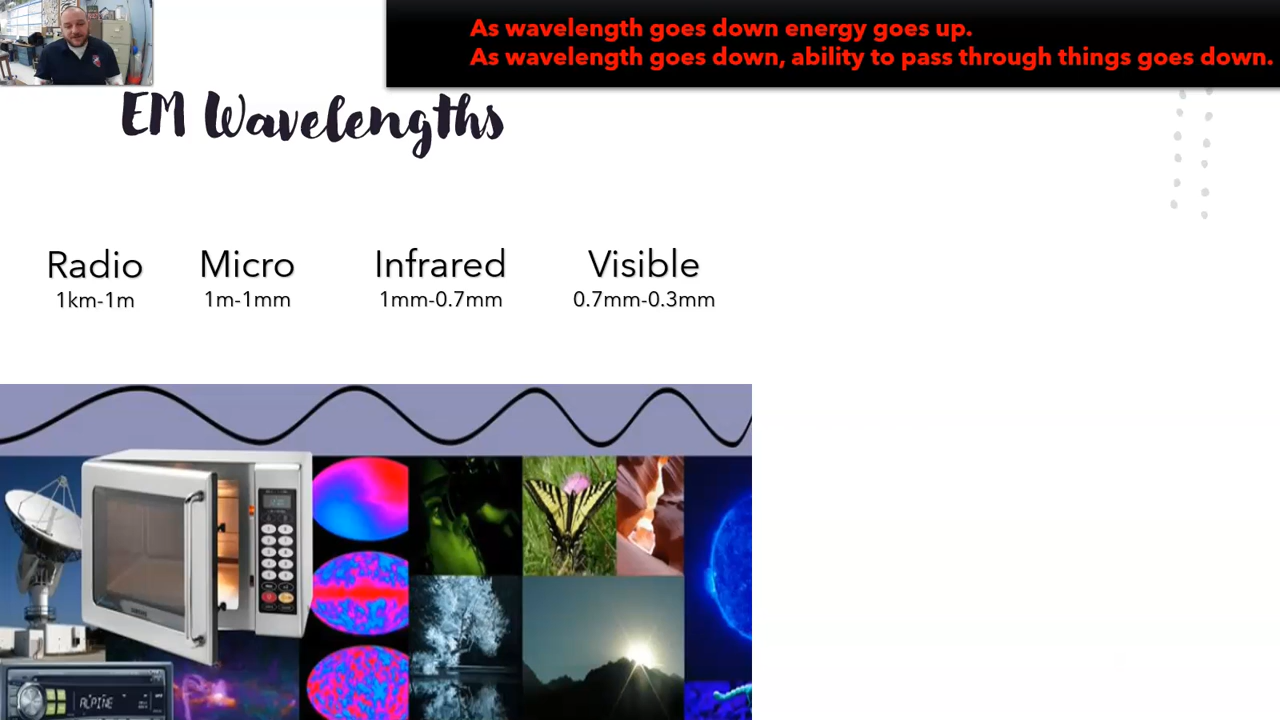 As wavelength goes down energy goes up.
As wavelength goes down, ability to pass through things goes down.
EM Wavelengths
Radio
1km-1m
Micro
1m-1mm
Infrared
1mm-0.7mm
Visible
0.7mm-0.3mm
ALPINE